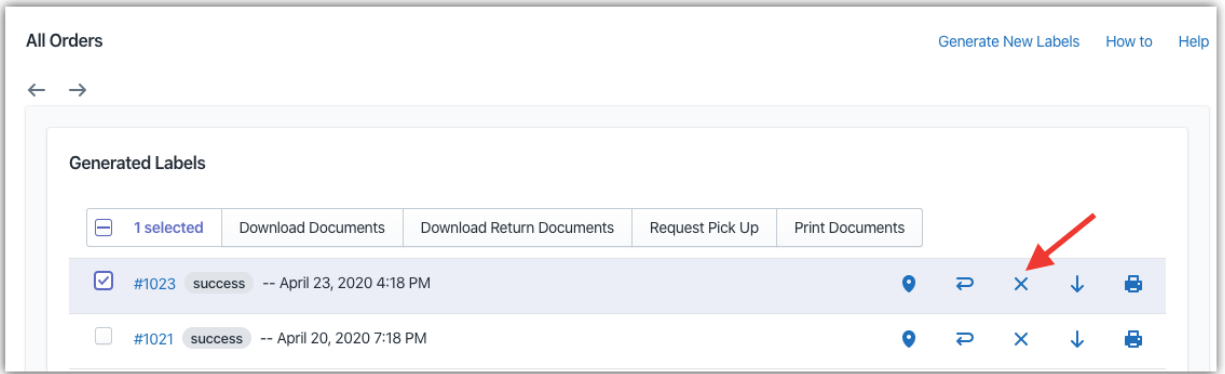 All Orders
Generate New Labels How to Help
Generated Labels
1 selected Download Documents Download Return Documents Request Pick Up Print Documents
#1023 success -- April 23, 2020 4:18 PM
#1021 success -- April 20, 2020 7:18 PM